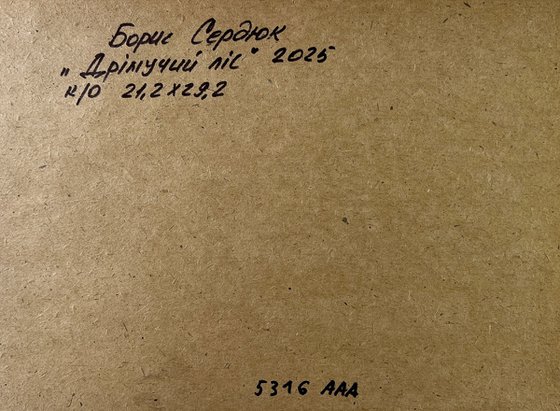 Борис Сердюк
"Дрімучий ліс" 2025
к/о 21,2х29,2
5316 ААА